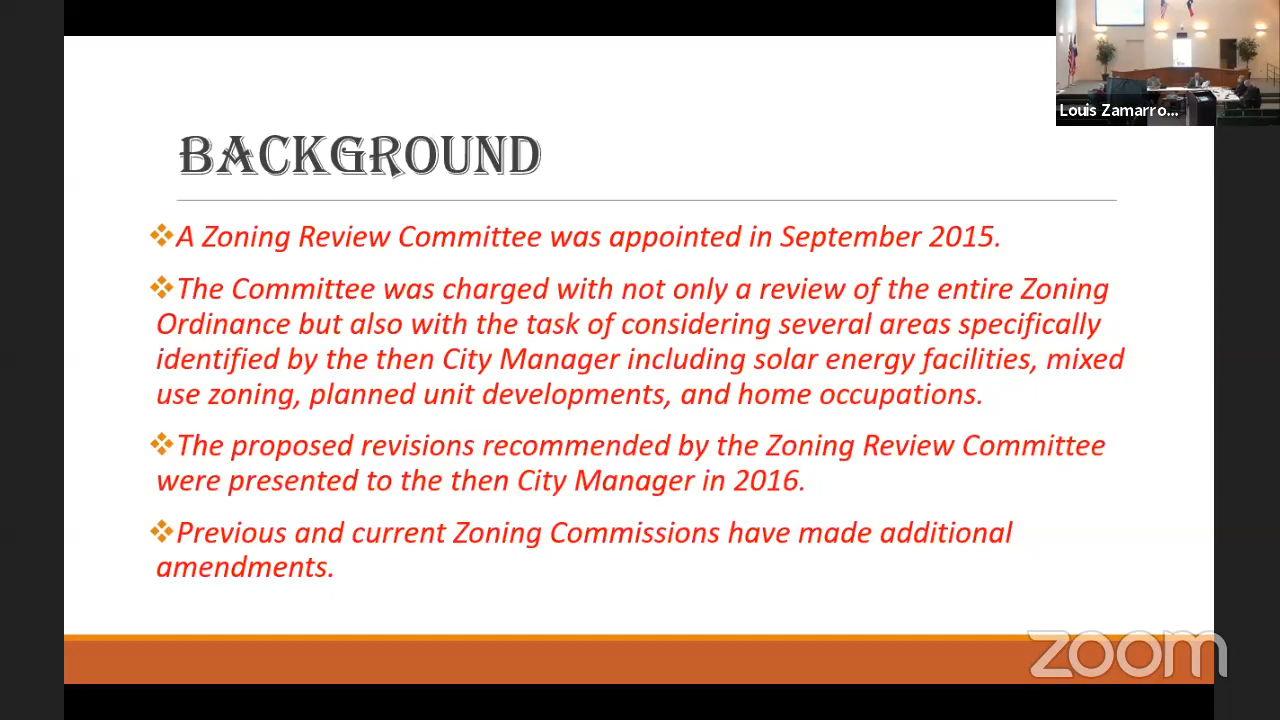 Louis Zamarro...
BACKGROUND
❖A Zoning Review Committee was appointed in September 2015.
❖The Committee was charged with not only a review of the entire Zoning
Ordinance but also with the task of considering several areas specifically
identified by the then City Manager including solar energy facilities, mixed
use zoning, planned unit developments, and home occupations.
❖The proposed revisions recommended by the Zoning Review Committee
were presented to the then City Manager in 2016.
❖Previous and current Zoning Commissions have made additional
amendments.
zoom